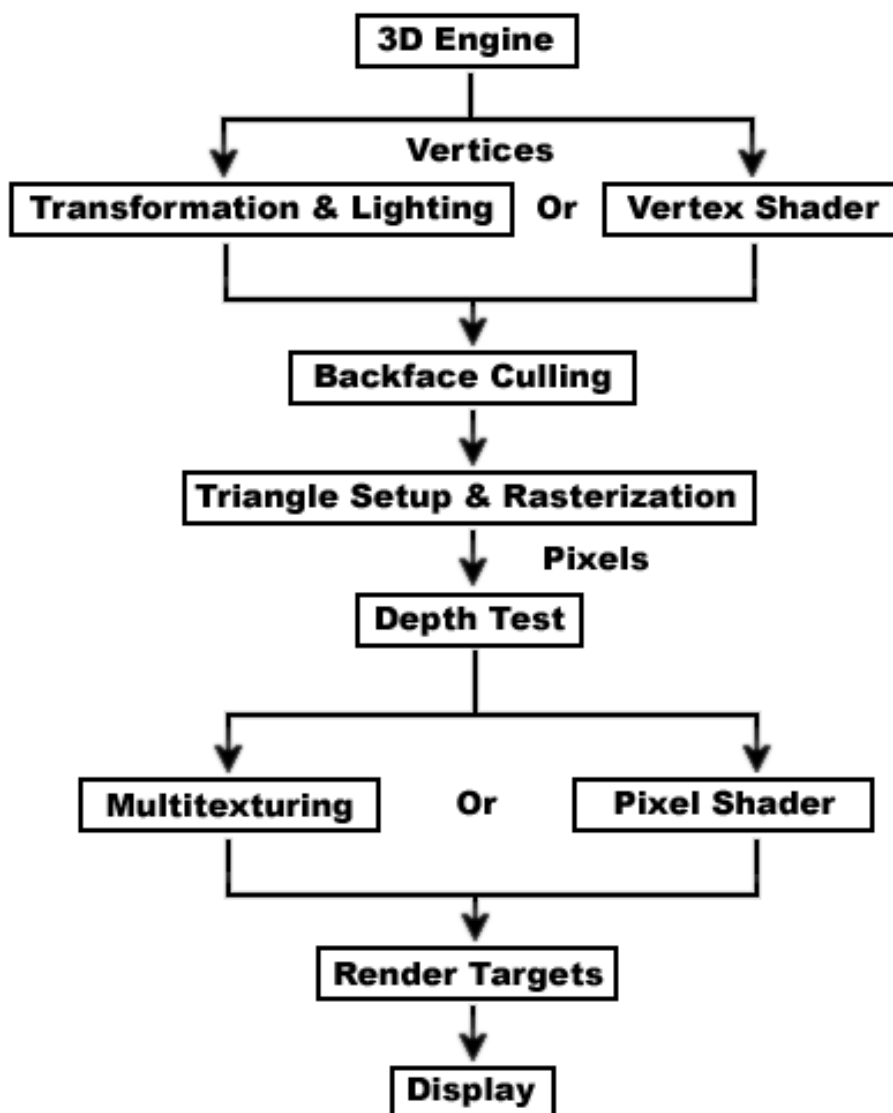 3D Engine
Vertices
Transformation & Lighting Or Vertex Shader
Backface Culling
Triangle Setup & Rasterization
Pixels
Depth Test
Multitexturing Or Pixel Shader
Render Targets
Display